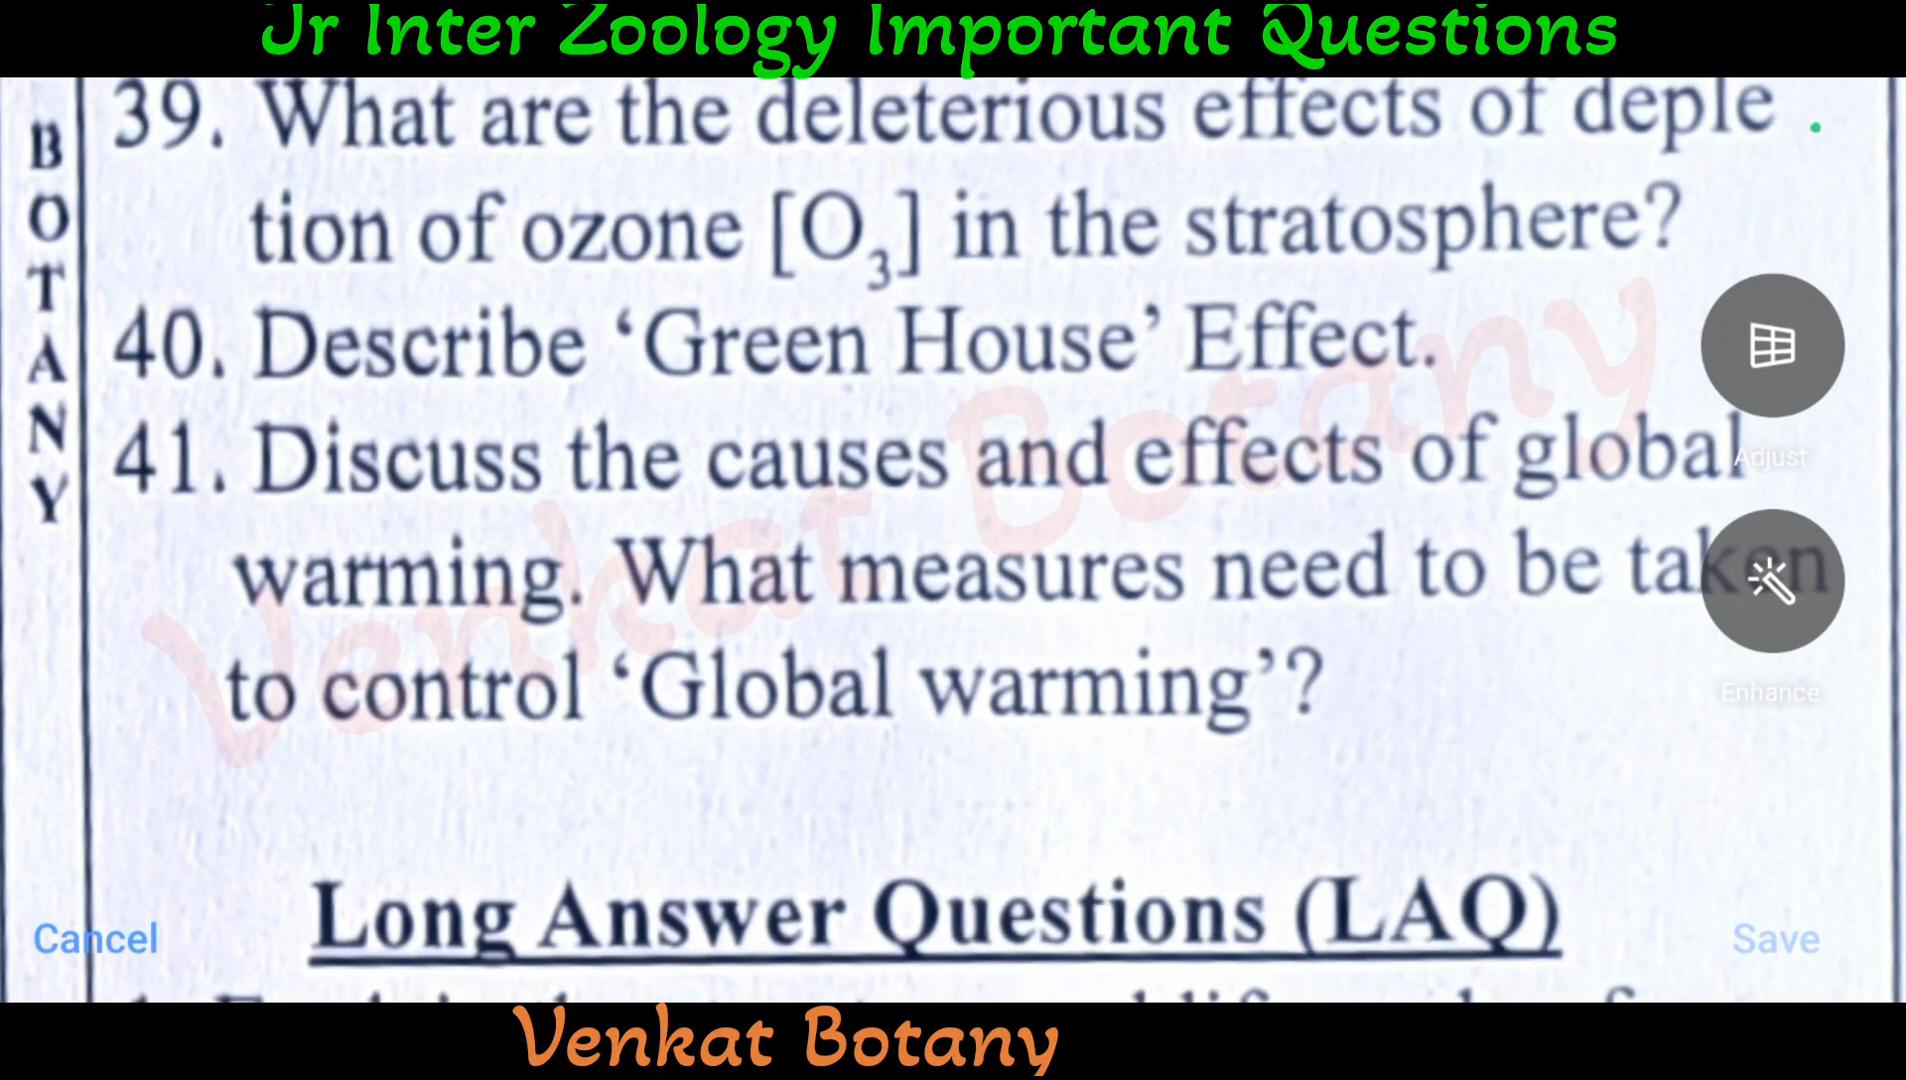 Jr Inter Zoology Important Questions
BOTANY
39. What are the deleterious effects of deple
tion of ozone [O₃] in the stratosphere?
40. Describe ‘Green House’ Effect.
41. Discuss the causes and effects of global
warming. What measures need to be taken
to control ‘Global warming’?
Adjust
Enhance
Venkat Botany
Long Answer Questions (LAQ)
Cancel
Save
Venkat Botany